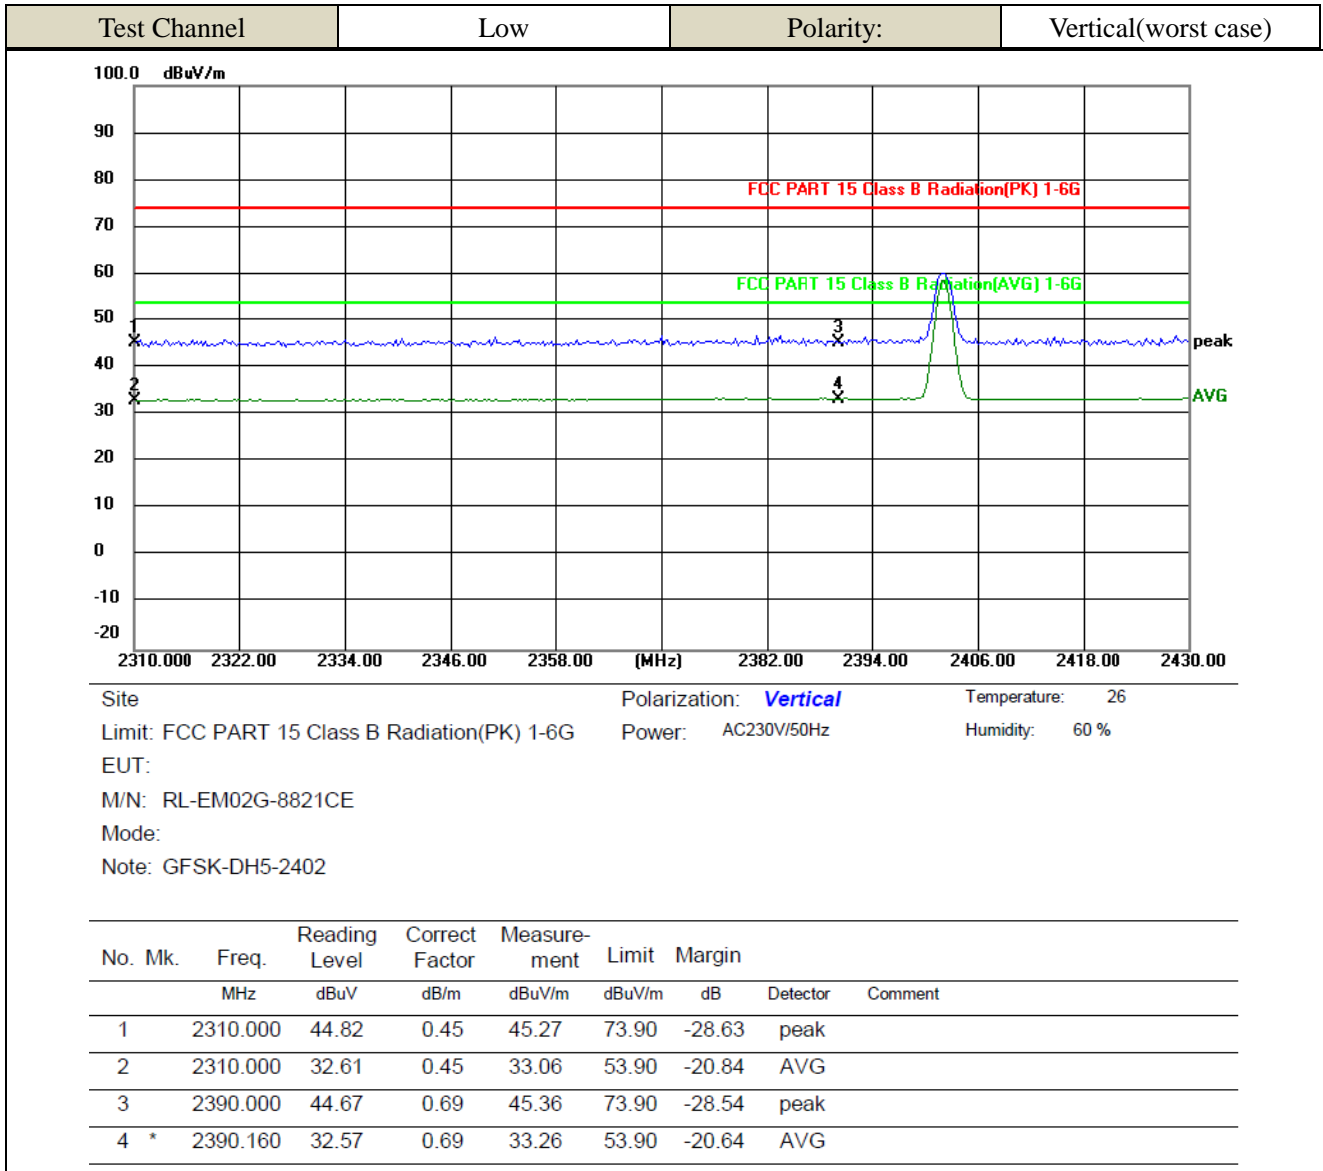 Test Channel Low Polarity: Vertical(worst case)
100.0 dBuV/m
90
80
FCC PART 15 Class B Radiation(PK) 1-6G
70
60
FCC PART 15 Class B Radiation(AVG) 1-6G
50
1 3
peak
40
2 4
AVG
30
20
10
0
-10
-20
2310.000 2322.00 2334.00 2346.00 2358.00 (MHz) 2382.00 2394.00 2406.00 2418.00 2430.00
Site Polarization: Vertical Temperature: 26
Limit: FCC PART 15 Class B Radiation(PK) 1-6G Power: AC230V/50Hz Humidity: 60 %
EUT:
M/N: RL-EM02G-8821CE
Mode:
Note: GFSK-DH5-2402
No. Mk. Freq. Reading Level Correct Factor Measure-ment Limit Margin
MHz dBuV dB/m dBuV/m dBuV/m dB Detector Comment
1 2310.000 44.82 0.45 45.27 73.90 -28.63 peak
2 2310.000 32.61 0.45 33.06 53.90 -20.84 AVG
3 2390.000 44.67 0.69 45.36 73.90 -28.54 peak
4 * 2390.160 32.57 0.69 33.26 53.90 -20.64 AVG